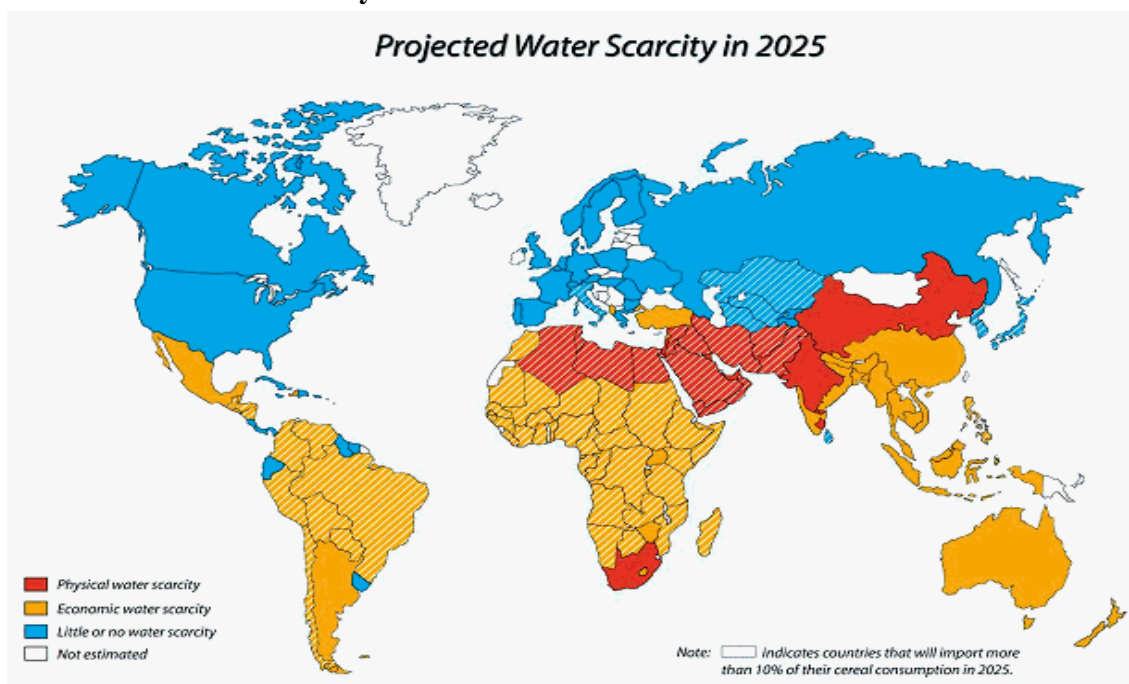 Projected Water Scarcity in 2025
Physical water scarcity
Economic water scarcity
Little or no water scarcity
Not estimated
Note: indicates countries that will import more
than 10% of their cereal consumption in 2025.